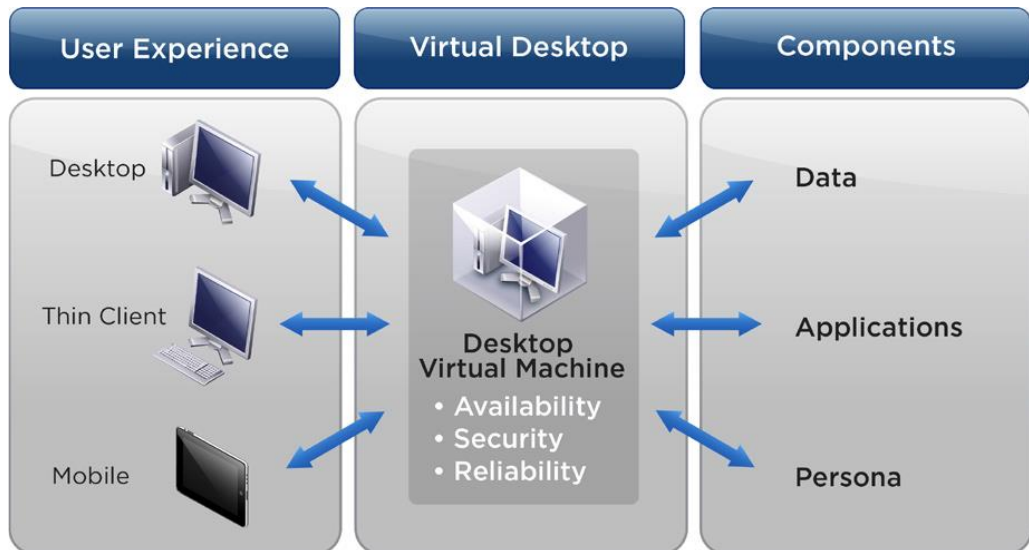 User Experience
Virtual Desktop
Components
Desktop
Thin Client
Mobile
Desktop
Virtual Machine
• Availability
• Security
• Reliability
Data
Applications
Persona